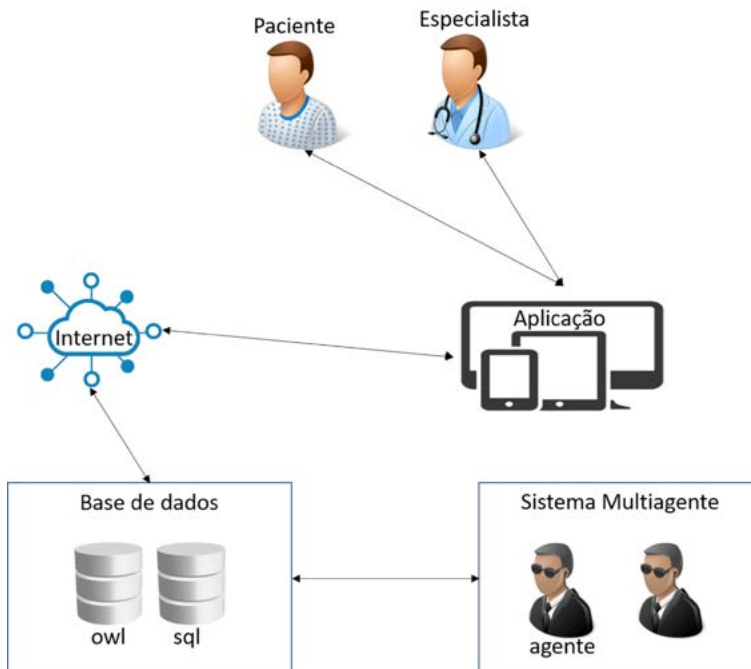 Paciente
Especialista
Internet
Aplicação
Base de dados
owl
sql
Sistema Multiagente
agente